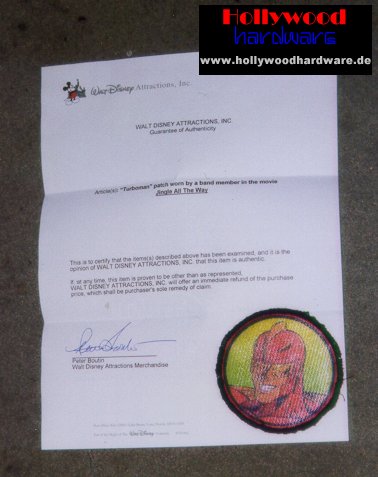 Hollywood
hardware
www.hollywoodhardware.de
Walt Disney Attractions, Inc.
WALT DISNEY ATTRACTIONS, INC.
Guarantee of Authenticity
Article(s): "Turboman" patch worn by a band member in the movie
Jingle All The Way
This is to certify that the items(s) described above has been examined, and it is the
opinion of WALT DISNEY ATTRACTIONS, INC. that this item is authentic.
If, at any time, this item is proven to be other than as represented,
WALT DISNEY ATTRACTIONS, INC. will offer an immediate refund of the purchase
price, which shall be purchaser's sole remedy of claim.
Peter Boutin
Walt Disney Attractions Merchandise